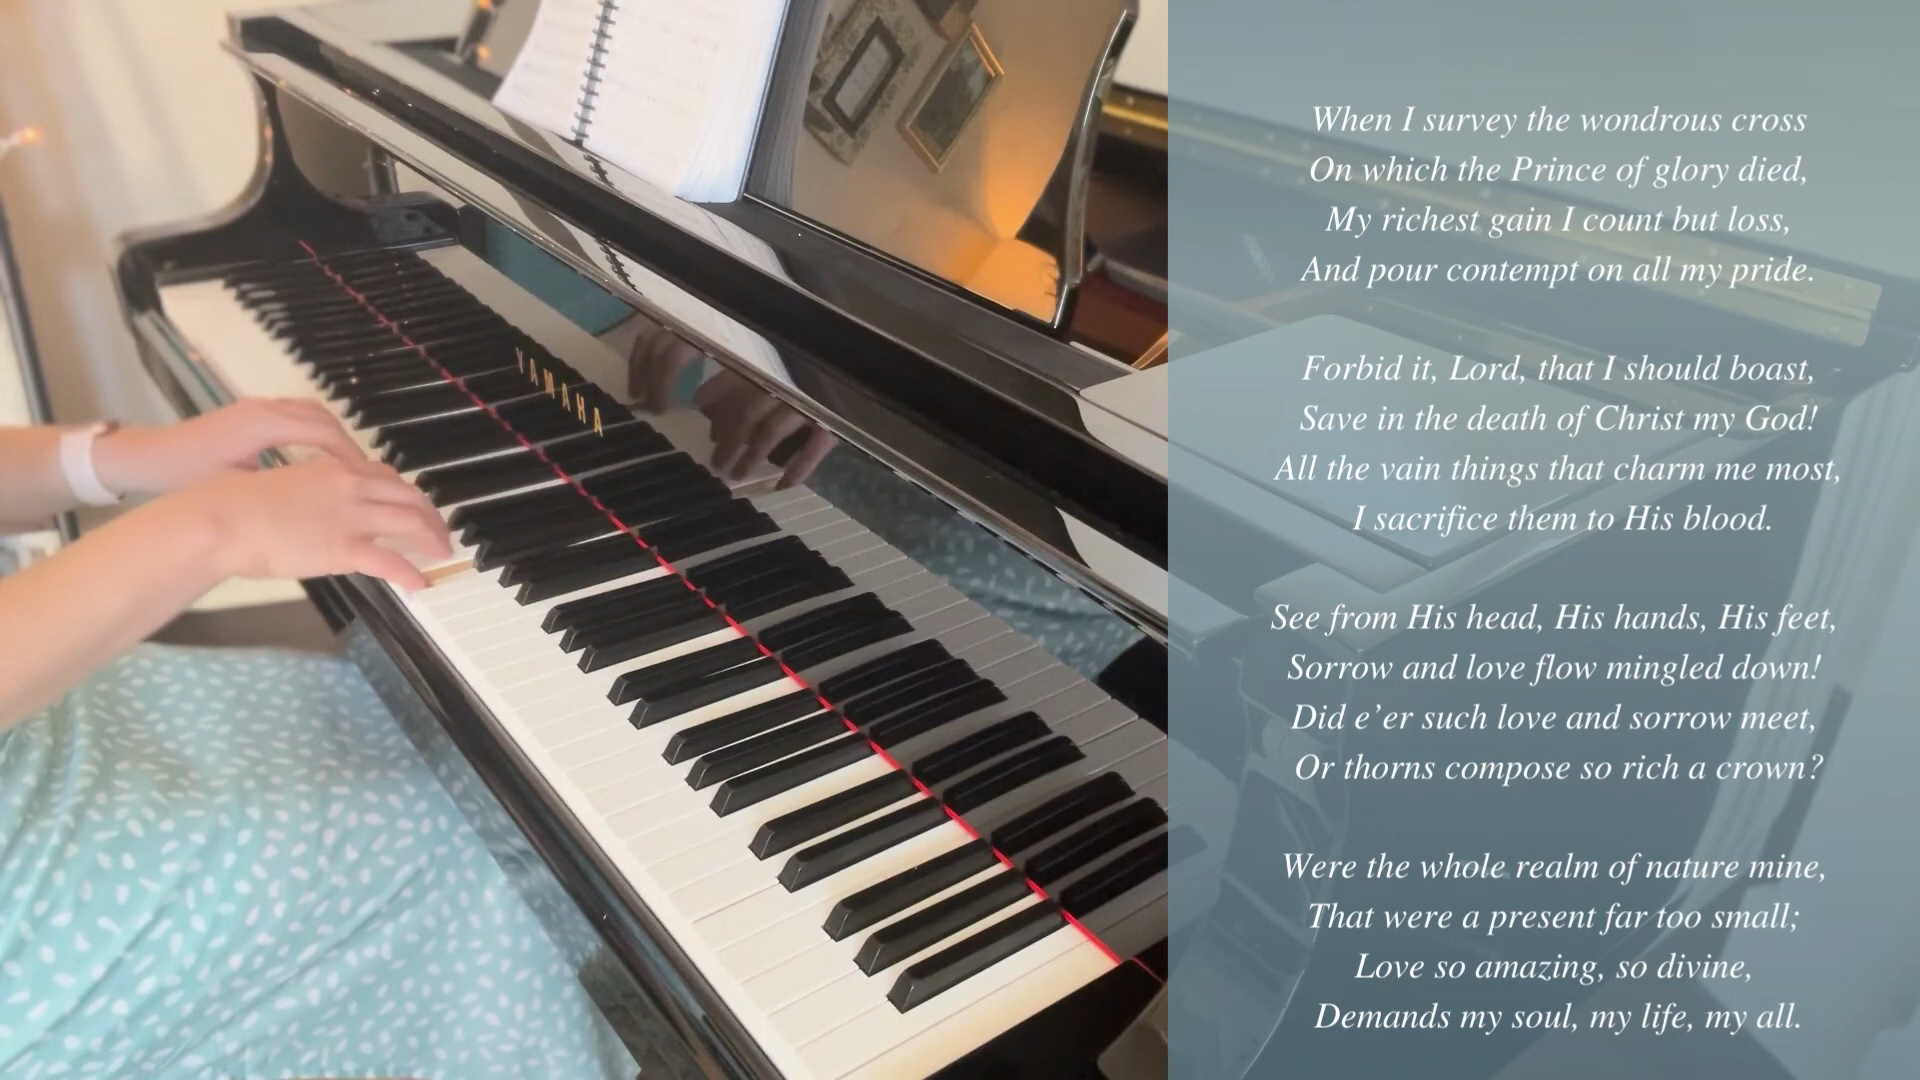 YAMAHA
When I survey the wondrous cross
On which the Prince of glory died,
My richest gain I count but loss,
And pour contempt on all my pride.
Forbid it, Lord, that I should boast,
Save in the death of Christ my God!
All the vain things that charm me most,
I sacrifice them to His blood.
See from His head, His hands, His feet,
Sorrow and love flow mingled down!
Did e’er such love and sorrow meet,
Or thorns compose so rich a crown?
Were the whole realm of nature mine,
That were a present far too small;
Love so amazing, so divine,
Demands my soul, my life, my all.